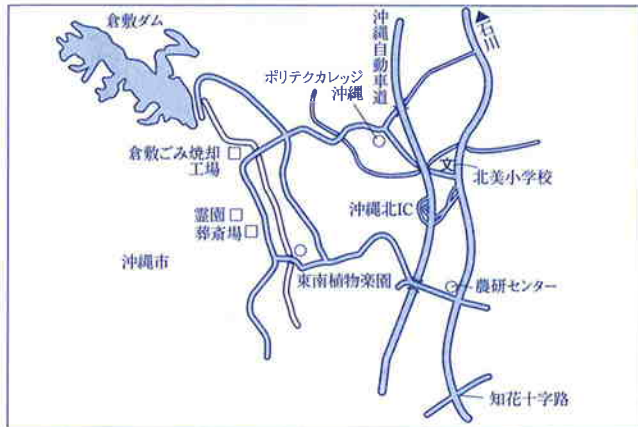 倉敷ダム
▲石川
沖縄自動車道
ポリテクカレッジ
沖縄
倉敷ごみ焼却
工場
文
北美小学校
沖縄北IC
霊園
葬斎場
沖縄市
東南植物楽園
農研センター
知花十字路